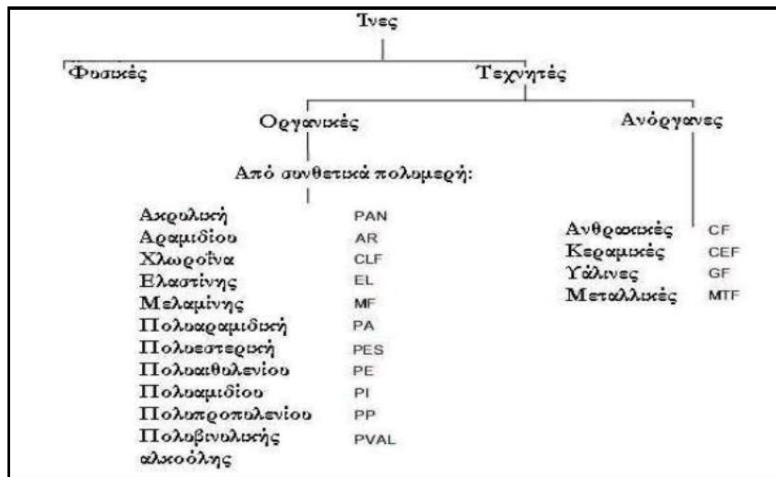 Ίνες
Φυσικές Τεχνητές
Οργανικές Ανόργανες
Από συνθετικά πολυμερή:
Ακρυλική PAN
Αραμιδίου AR
Χλωροΐνα CLF
Ελαστίνης EL
Μελαμίνης MF
Πολυαραμιδική PA
Πολυεστερική PES
Πολυαιθυλενίου PE
Πολυαμιδίου PI
Πολυπροπυλενίου PP
Πολυβινυλικής PVAL
αλκοόλης
Ανθρακικές CF
Κεραμικές CEF
Υάλινες GF
Μεταλλικές MTF